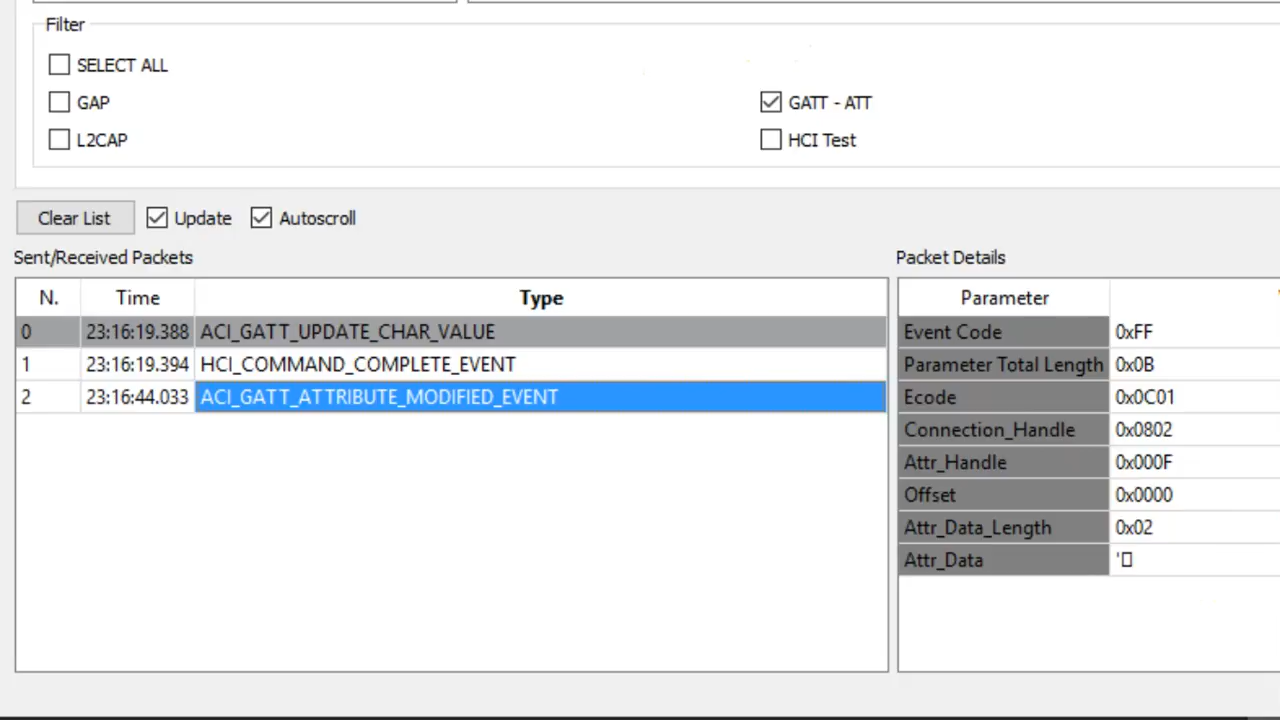 Filter
SELECT ALL
GAP
GATT - ATT
L2CAP
HCI Test
Clear List
Update
Autoscroll
Sent/Received Packets
N. Time Type
0 23:16:19.388 ACI_GATT_UPDATE_CHAR_VALUE
1 23:16:19.394 HCI_COMMAND_COMPLETE_EVENT
2 23:16:44.033 ACI_GATT_ATTRIBUTE_MODIFIED_EVENT
Packet Details
Parameter
Event Code 0xFF
Parameter Total Length 0x0B
Ecode 0x0C01
Connection_Handle 0x0802
Attr_Handle 0x000F
Offset 0x0000
Attr_Data_Length 0x02
Attr_Data '▯